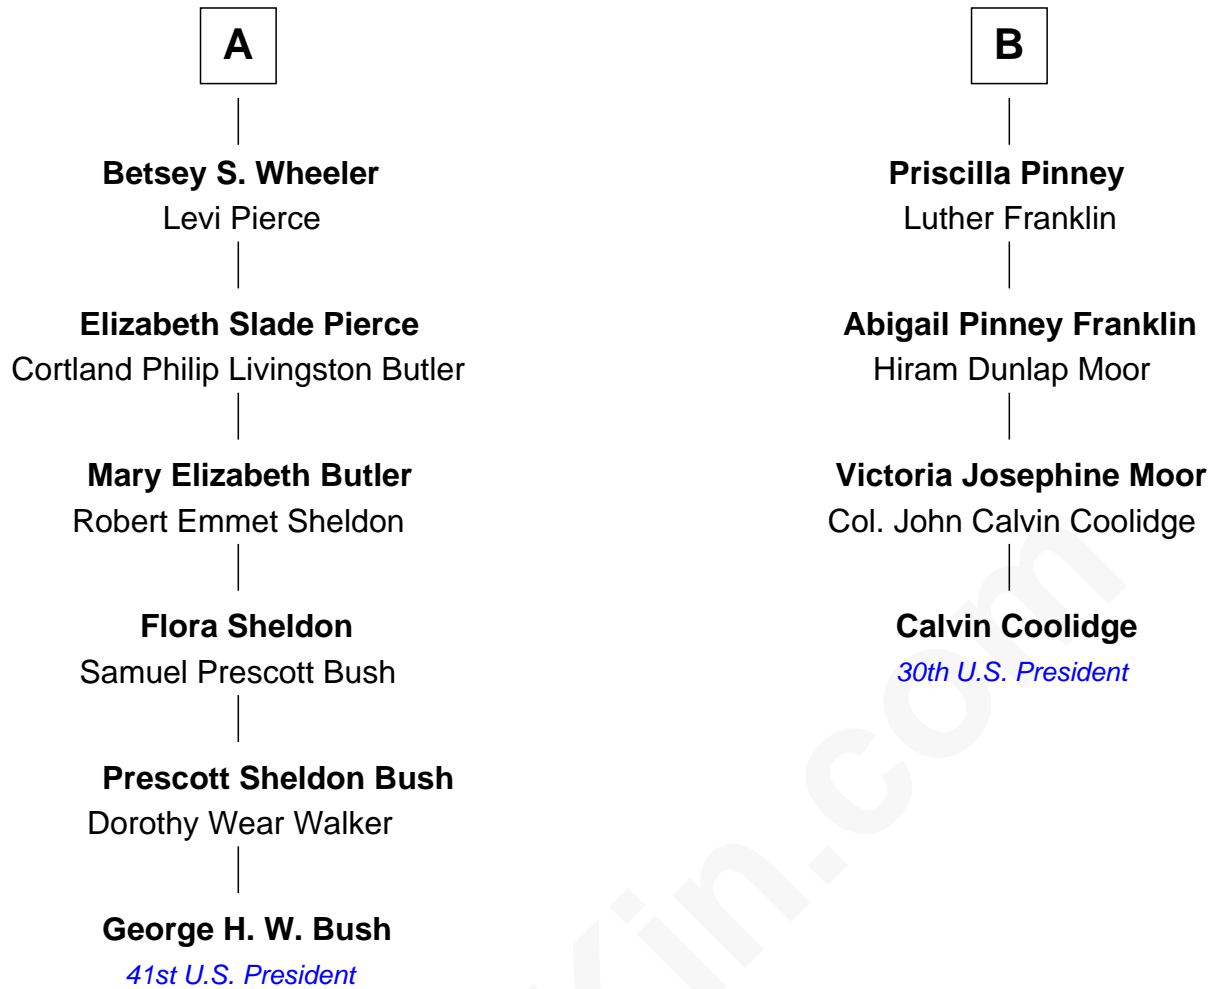 A
Betsey S. Wheeler
Levi Pierce
Elizabeth Slade Pierce
Cortland Philip Livingston Butler
Mary Elizabeth Butler
Robert Emmet Sheldon
Flora Sheldon
Samuel Prescott Bush
Prescott Sheldon Bush
Dorothy Wear Walker
George H. W. Bush
41st U.S. President
B
Priscilla Pinney
Luther Franklin
Abigail Pinney Franklin
Hiram Dunlap Moor
Victoria Josephine Moor
Col. John Calvin Coolidge
Calvin Coolidge
30th U.S. President